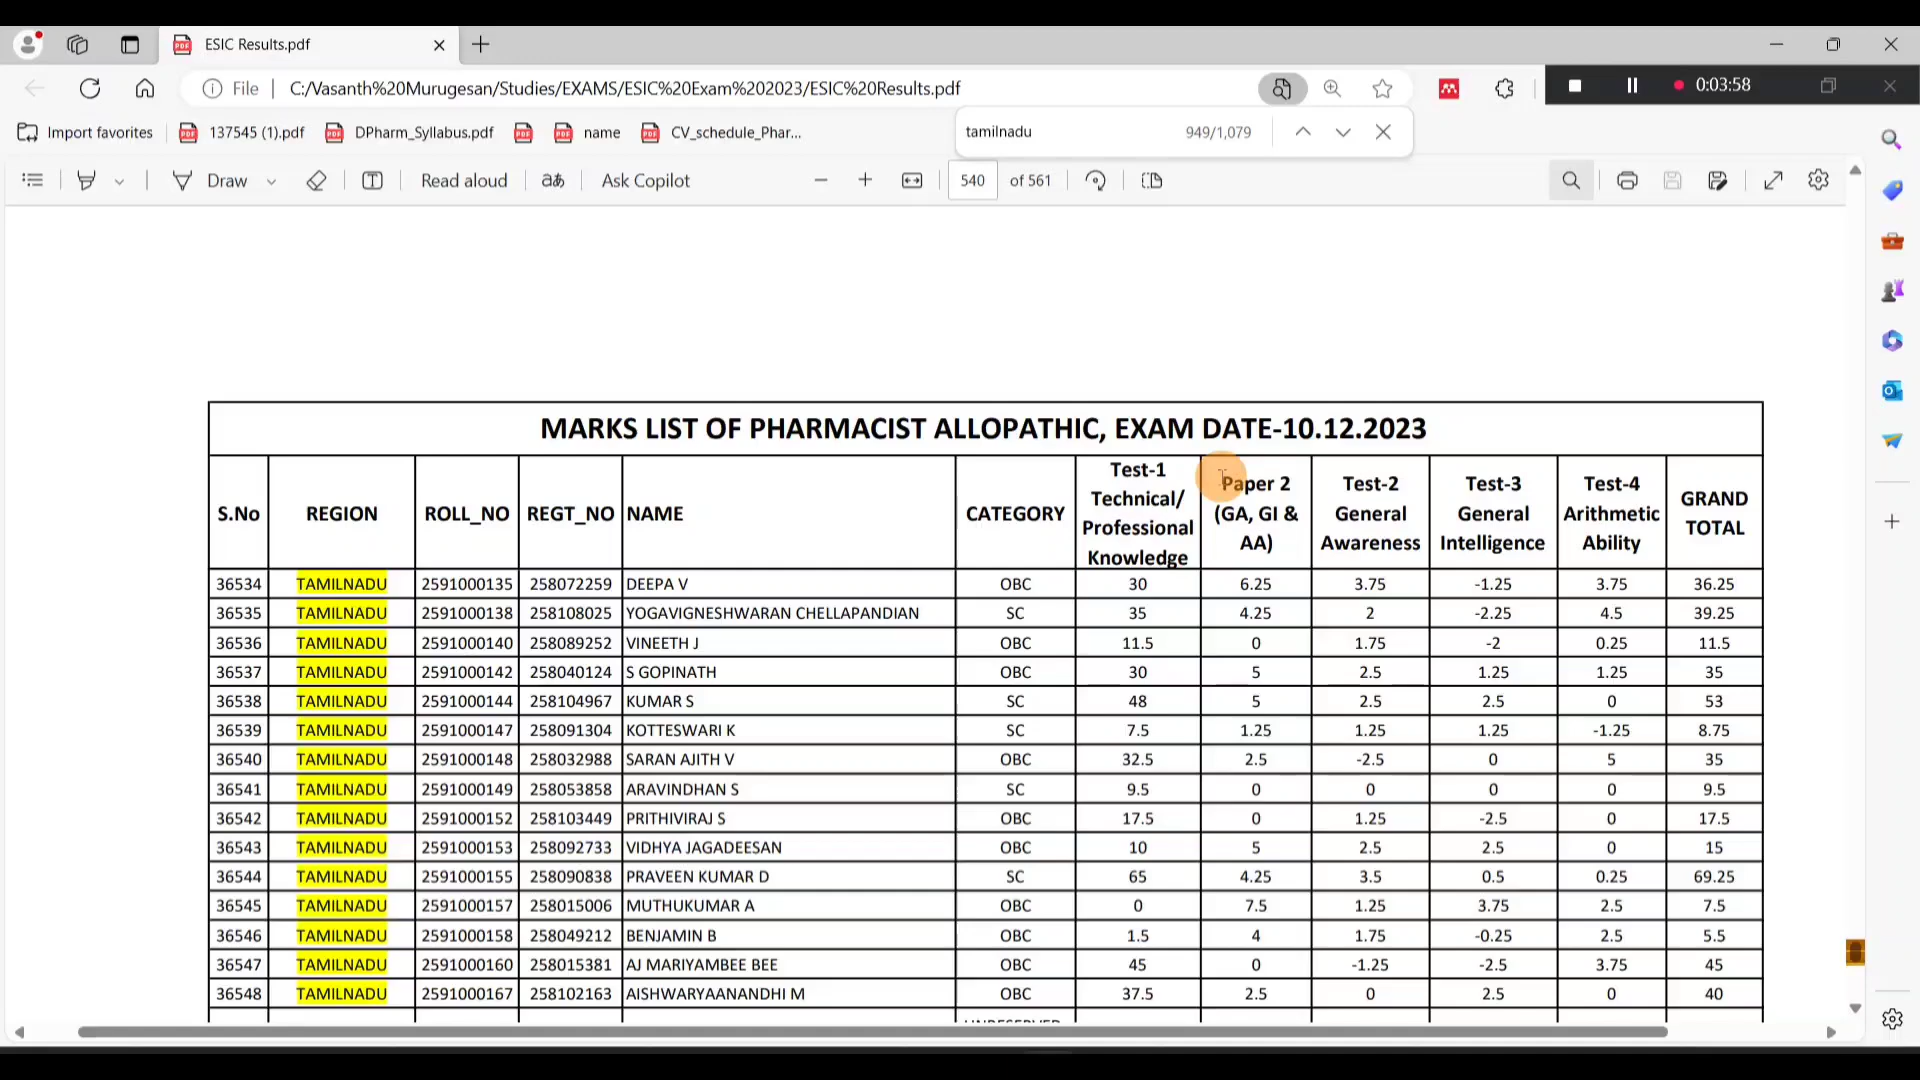 ESIC Results.pdf
File C:/Vasanth%20Murugesan/Studies/EXAMS/ESIC%20Exam%202023/ESIC%20Results.pdf
0:03:58
Import favorites 137545 (1).pdf DPharm_Syllabus.pdf name CV_schedule_Phar...
tamilnadu 949/1,079
Draw Read aloud aあ Ask Copilot 540 of 561
MARKS LIST OF PHARMACIST ALLOPATHIC, EXAM DATE-10.12.2023
S.No REGION ROLL_NO REGT_NO NAME CATEGORY Test-1 Technical/ Professional Knowledge Paper 2 (GA, GI & AA) Test-2 General Awareness Test-3 General Intelligence Test-4 Arithmetic Ability GRAND TOTAL
36534 TAMILNADU 2591000135 258072259 DEEPA V OBC 30 6.25 3.75 -1.25 3.75 36.25
36535 TAMILNADU 2591000138 258108025 YOGAVIGNESHWARAN CHELLAPANDIAN SC 35 4.25 2 -2.25 4.5 39.25
36536 TAMILNADU 2591000140 258089252 VINEETH J OBC 11.5 0 1.75 -2 0.25 11.5
36537 TAMILNADU 2591000142 258040124 S GOPINATH OBC 30 5 2.5 1.25 1.25 35
36538 TAMILNADU 2591000144 258104967 KUMAR S SC 48 5 2.5 2.5 0 53
36539 TAMILNADU 2591000147 258091304 KOTTESWARI K SC 7.5 1.25 1.25 1.25 -1.25 8.75
36540 TAMILNADU 2591000148 258032988 SARAN AJITH V OBC 32.5 2.5 -2.5 0 5 35
36541 TAMILNADU 2591000149 258053858 ARAVINDHAN S SC 9.5 0 0 0 0 9.5
36542 TAMILNADU 2591000152 258103449 PRITHIVIRAJ S OBC 17.5 0 1.25 -2.5 0 17.5
36543 TAMILNADU 2591000153 258092733 VIDHYA JAGADEESAN OBC 10 5 2.5 2.5 0 15
36544 TAMILNADU 2591000155 258090838 PRAVEEN KUMAR D SC 65 4.25 3.5 0.5 0.25 69.25
36545 TAMILNADU 2591000157 258015006 MUTHUKUMAR A OBC 0 7.5 1.25 3.75 2.5 7.5
36546 TAMILNADU 2591000158 258049212 BENJAMIN B OBC 1.5 4 1.75 -0.25 2.5 5.5
36547 TAMILNADU 2591000160 258015381 AJ MARIYAMBEE BEE OBC 45 0 -1.25 -2.5 3.75 45
36548 TAMILNADU 2591000167 258102163 AISHWARYAANANDHI M OBC 37.5 2.5 0 2.5 0 40